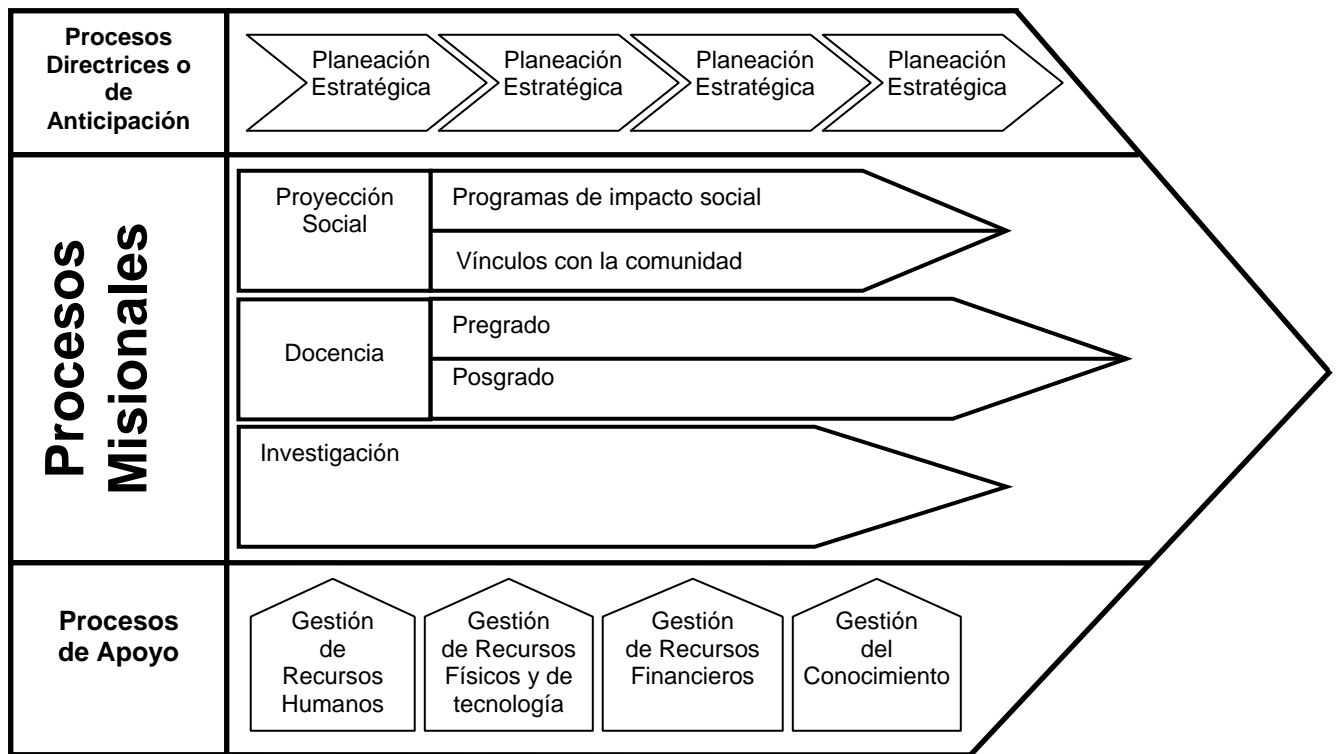 Procesos
Directrices o
de
Anticipación
Planeación
Estratégica
Planeación
Estratégica
Planeación
Estratégica
Planeación
Estratégica
Procesos
Misionales
Proyección
Social
Programas de impacto social
Vínculos con la comunidad
Docencia
Pregrado
Posgrado
Investigación
Procesos
de Apoyo
Gestión
de
Recursos
Humanos
Gestión
de Recursos
Físicos y de
tecnología
Gestión
de Recursos
Financieros
Gestión
del
Conocimiento